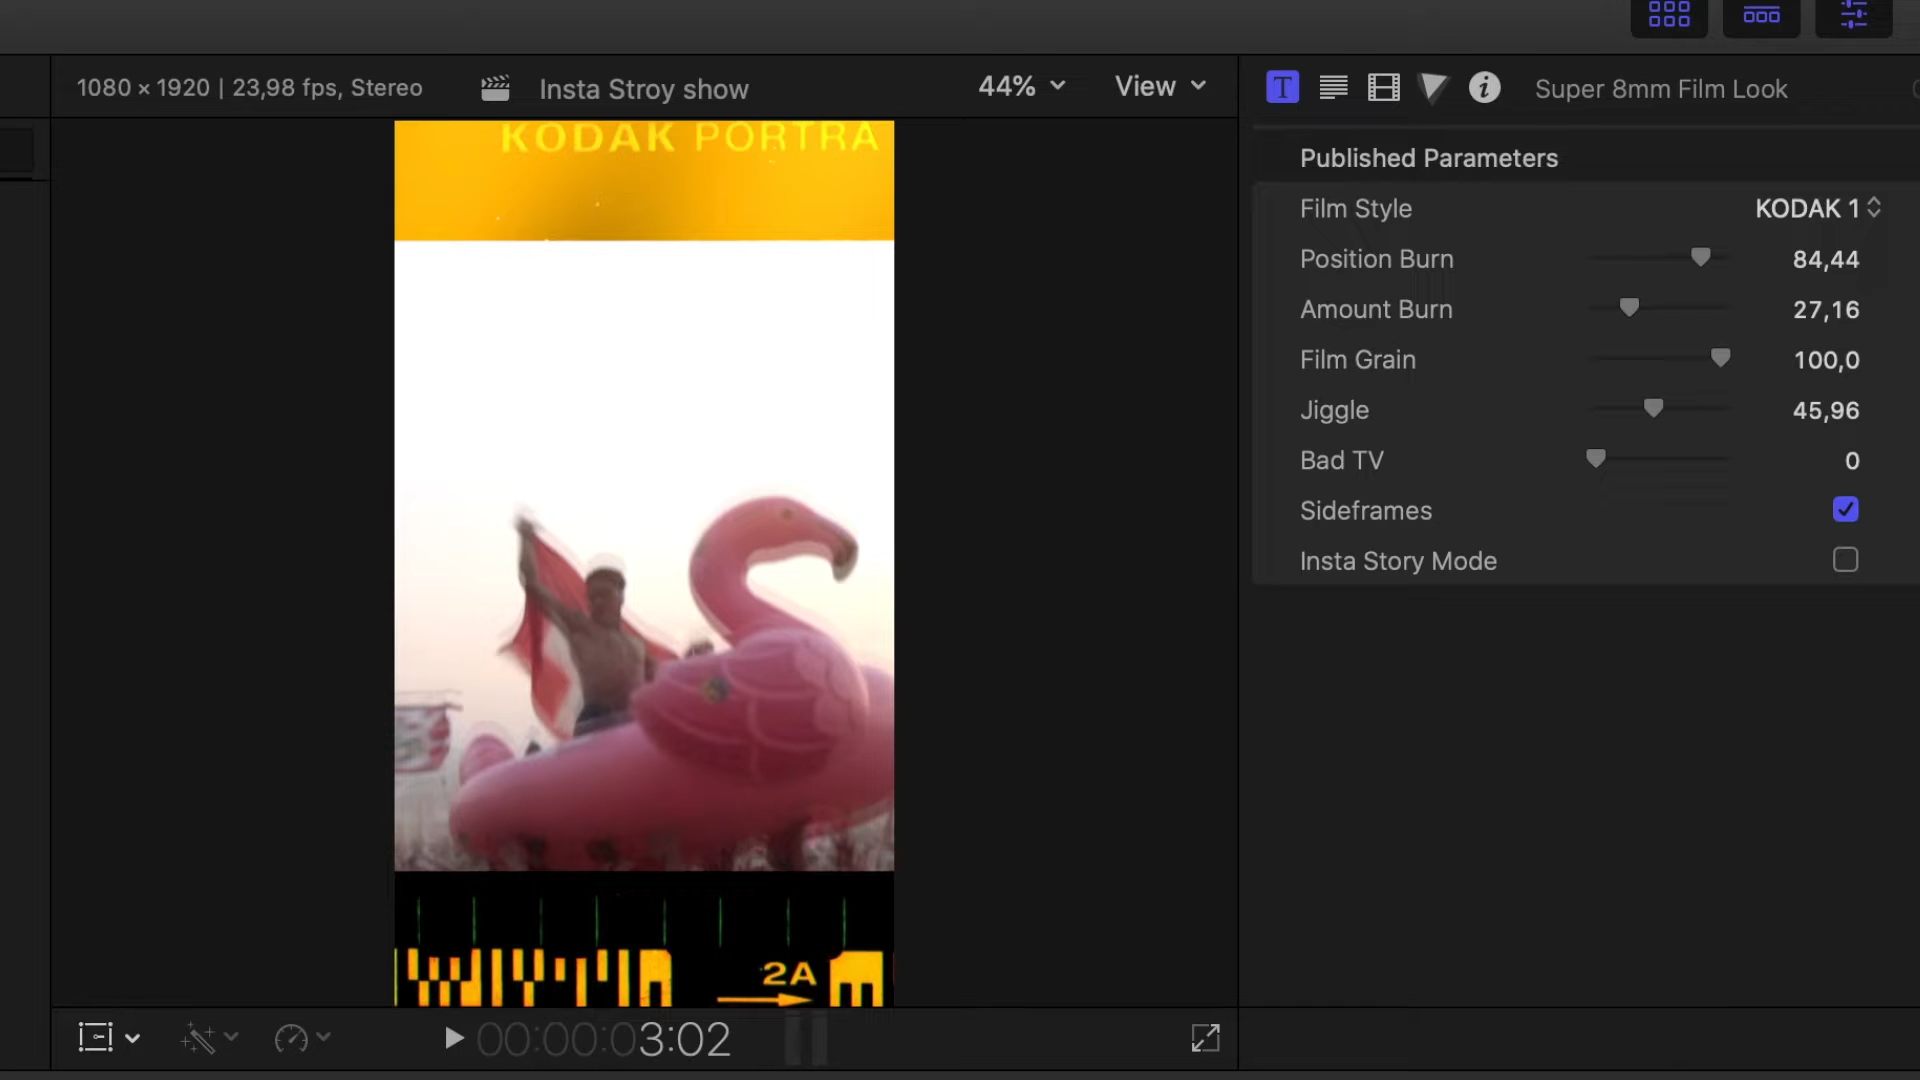 1080 × 1920 | 23,98 fps, Stereo
Insta Stroy show
44%
View
T
i
Super 8mm Film Look
KODAK PORTRA
2A
00:00:03:02
Published Parameters
Film Style
KODAK 1
Position Burn
84,44
Amount Burn
27,16
Film Grain
100,0
Jiggle
45,96
Bad TV
0
Sideframes
Insta Story Mode